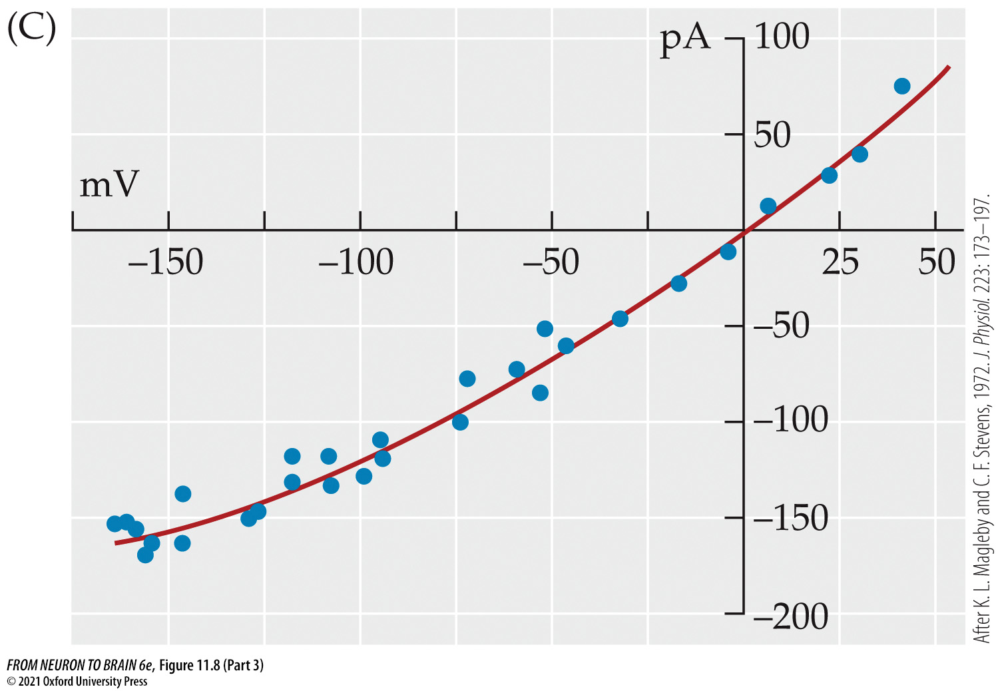 (C)
pA
100
50
mV
–150
–100
–50
25
50
–50
–100
–150
–200
After K. L. Magleby and C. F. Stevens, 1972. J. Physiol. 223: 173–197.
FROM NEURON TO BRAIN 6e, Figure 11.8 (Part 3)
© 2021 Oxford University Press